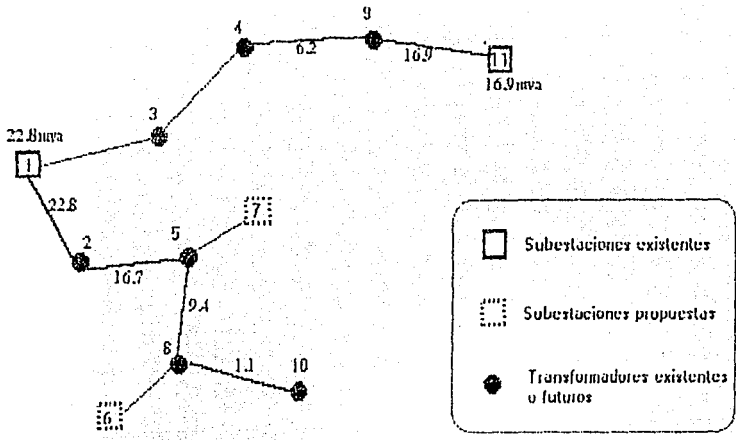 4
9
6.2
16.9
11
16.9mva
3
22.8mva
1
22.8
7
2
5
16.7
9.4
8
1.1
10
6
Subestaciones existentes
Subestaciones propuestas
Transformadores existentes
o futuros